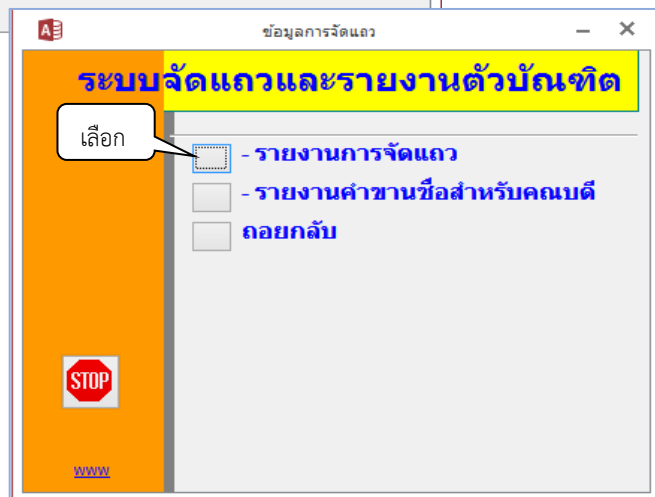 ข้อมูลการจัดแถว
ระบบจัดแถวและรายงานตัวบัณฑิต
เลือก
- รายงานการจัดแถว
- รายงานคำขานชื่อสำหรับคณบดี
ถอยกลับ
STOP
www